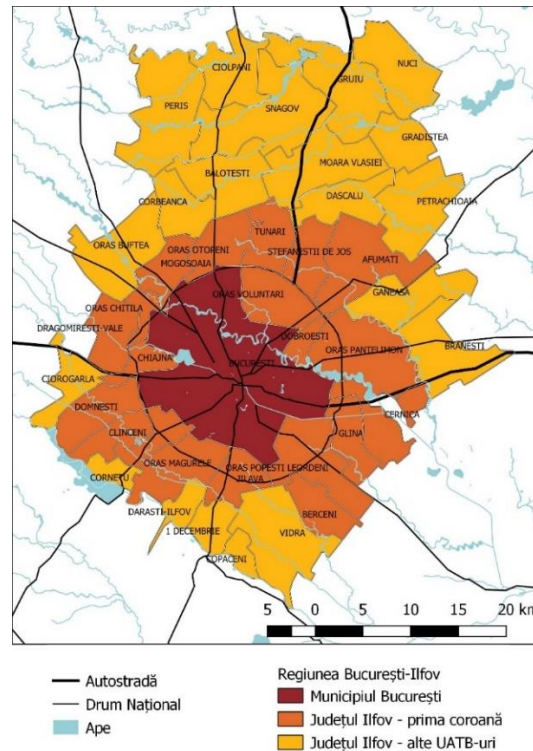 CIOLPANI
NUCI
GRUIU
PERIS
SNAGOV
GRADISTEA
MOARA VLASIEI
BALOTESTI
DASCALU
PETRACHIOAIA
CORBEANCA
TUNARI
ORAS OTORENI
STEFANESTII DE JOS
ORAS BUFTEA
MOGOSOAIA
AFUMATI
GANEASA
ORAS VOLUNTARI
ORAS CHITILA
DRAGOMIRESTI-VALE
DOBROESTI
BRANESTI
ORAS PANTELIMON
CHIAJNA
BUCURESTI
CIOROGARLA
CERNICA
DOMNESTI
CLINCENI
GLINA
ORAS MAGURELE
ORAS POPESTI LEORDENI
CORNETU
JILAVA
DARASTI-ILFOV
BERCENI
1 DECEMBRIE
VIDRA
COPACENI
5 0 5 10 15 20 km
Autostradă
Drum Național
Ape
Regiunea București-Ilfov
Municipiul București
Județul Ilfov - prima coroană
Județul Ilfov - alte UATB-uri